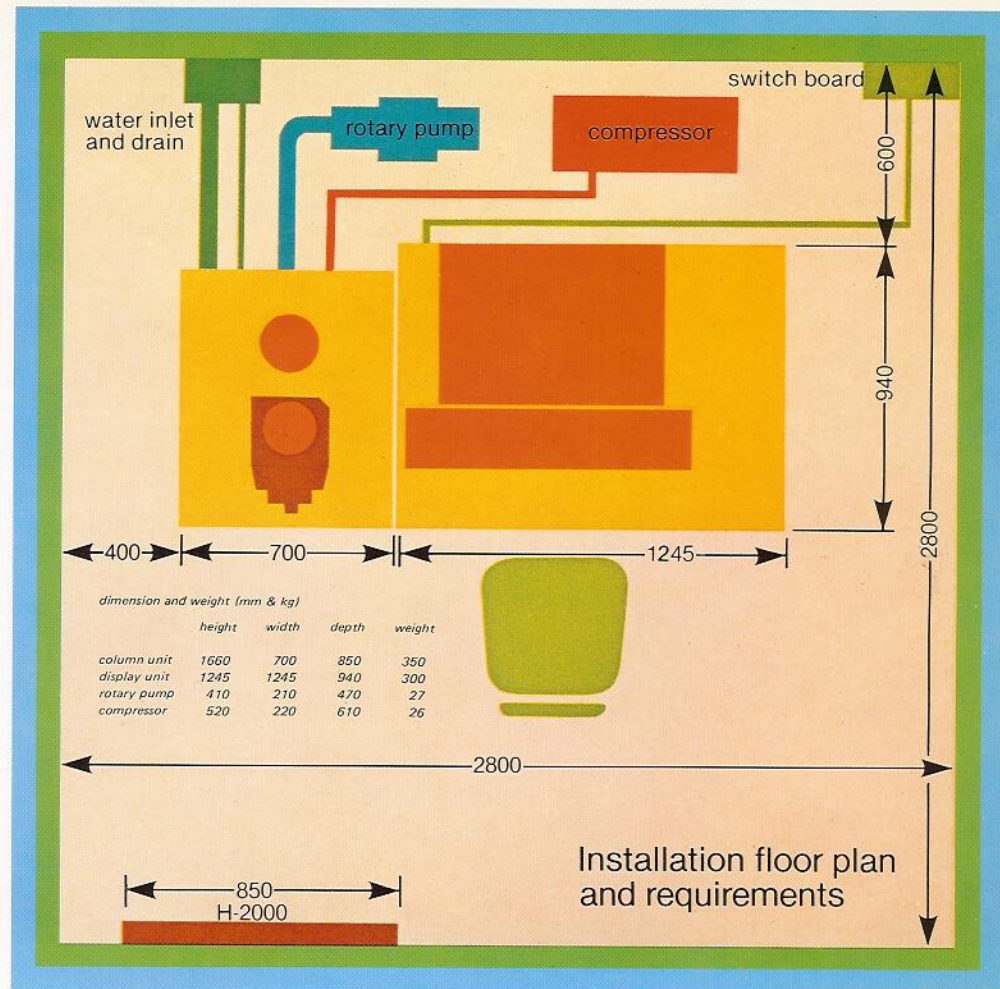 switch board
water inlet
and drain
rotary pump
compressor
600
940
2800
400
700
1245
dimension and weight (mm & kg)
height width depth weight
column unit 1660 700 850 350
display unit 1245 1245 940 300
rotary pump 410 210 470 27
compressor 520 220 610 26
2800
Installation floor plan
and requirements
850
H-2000